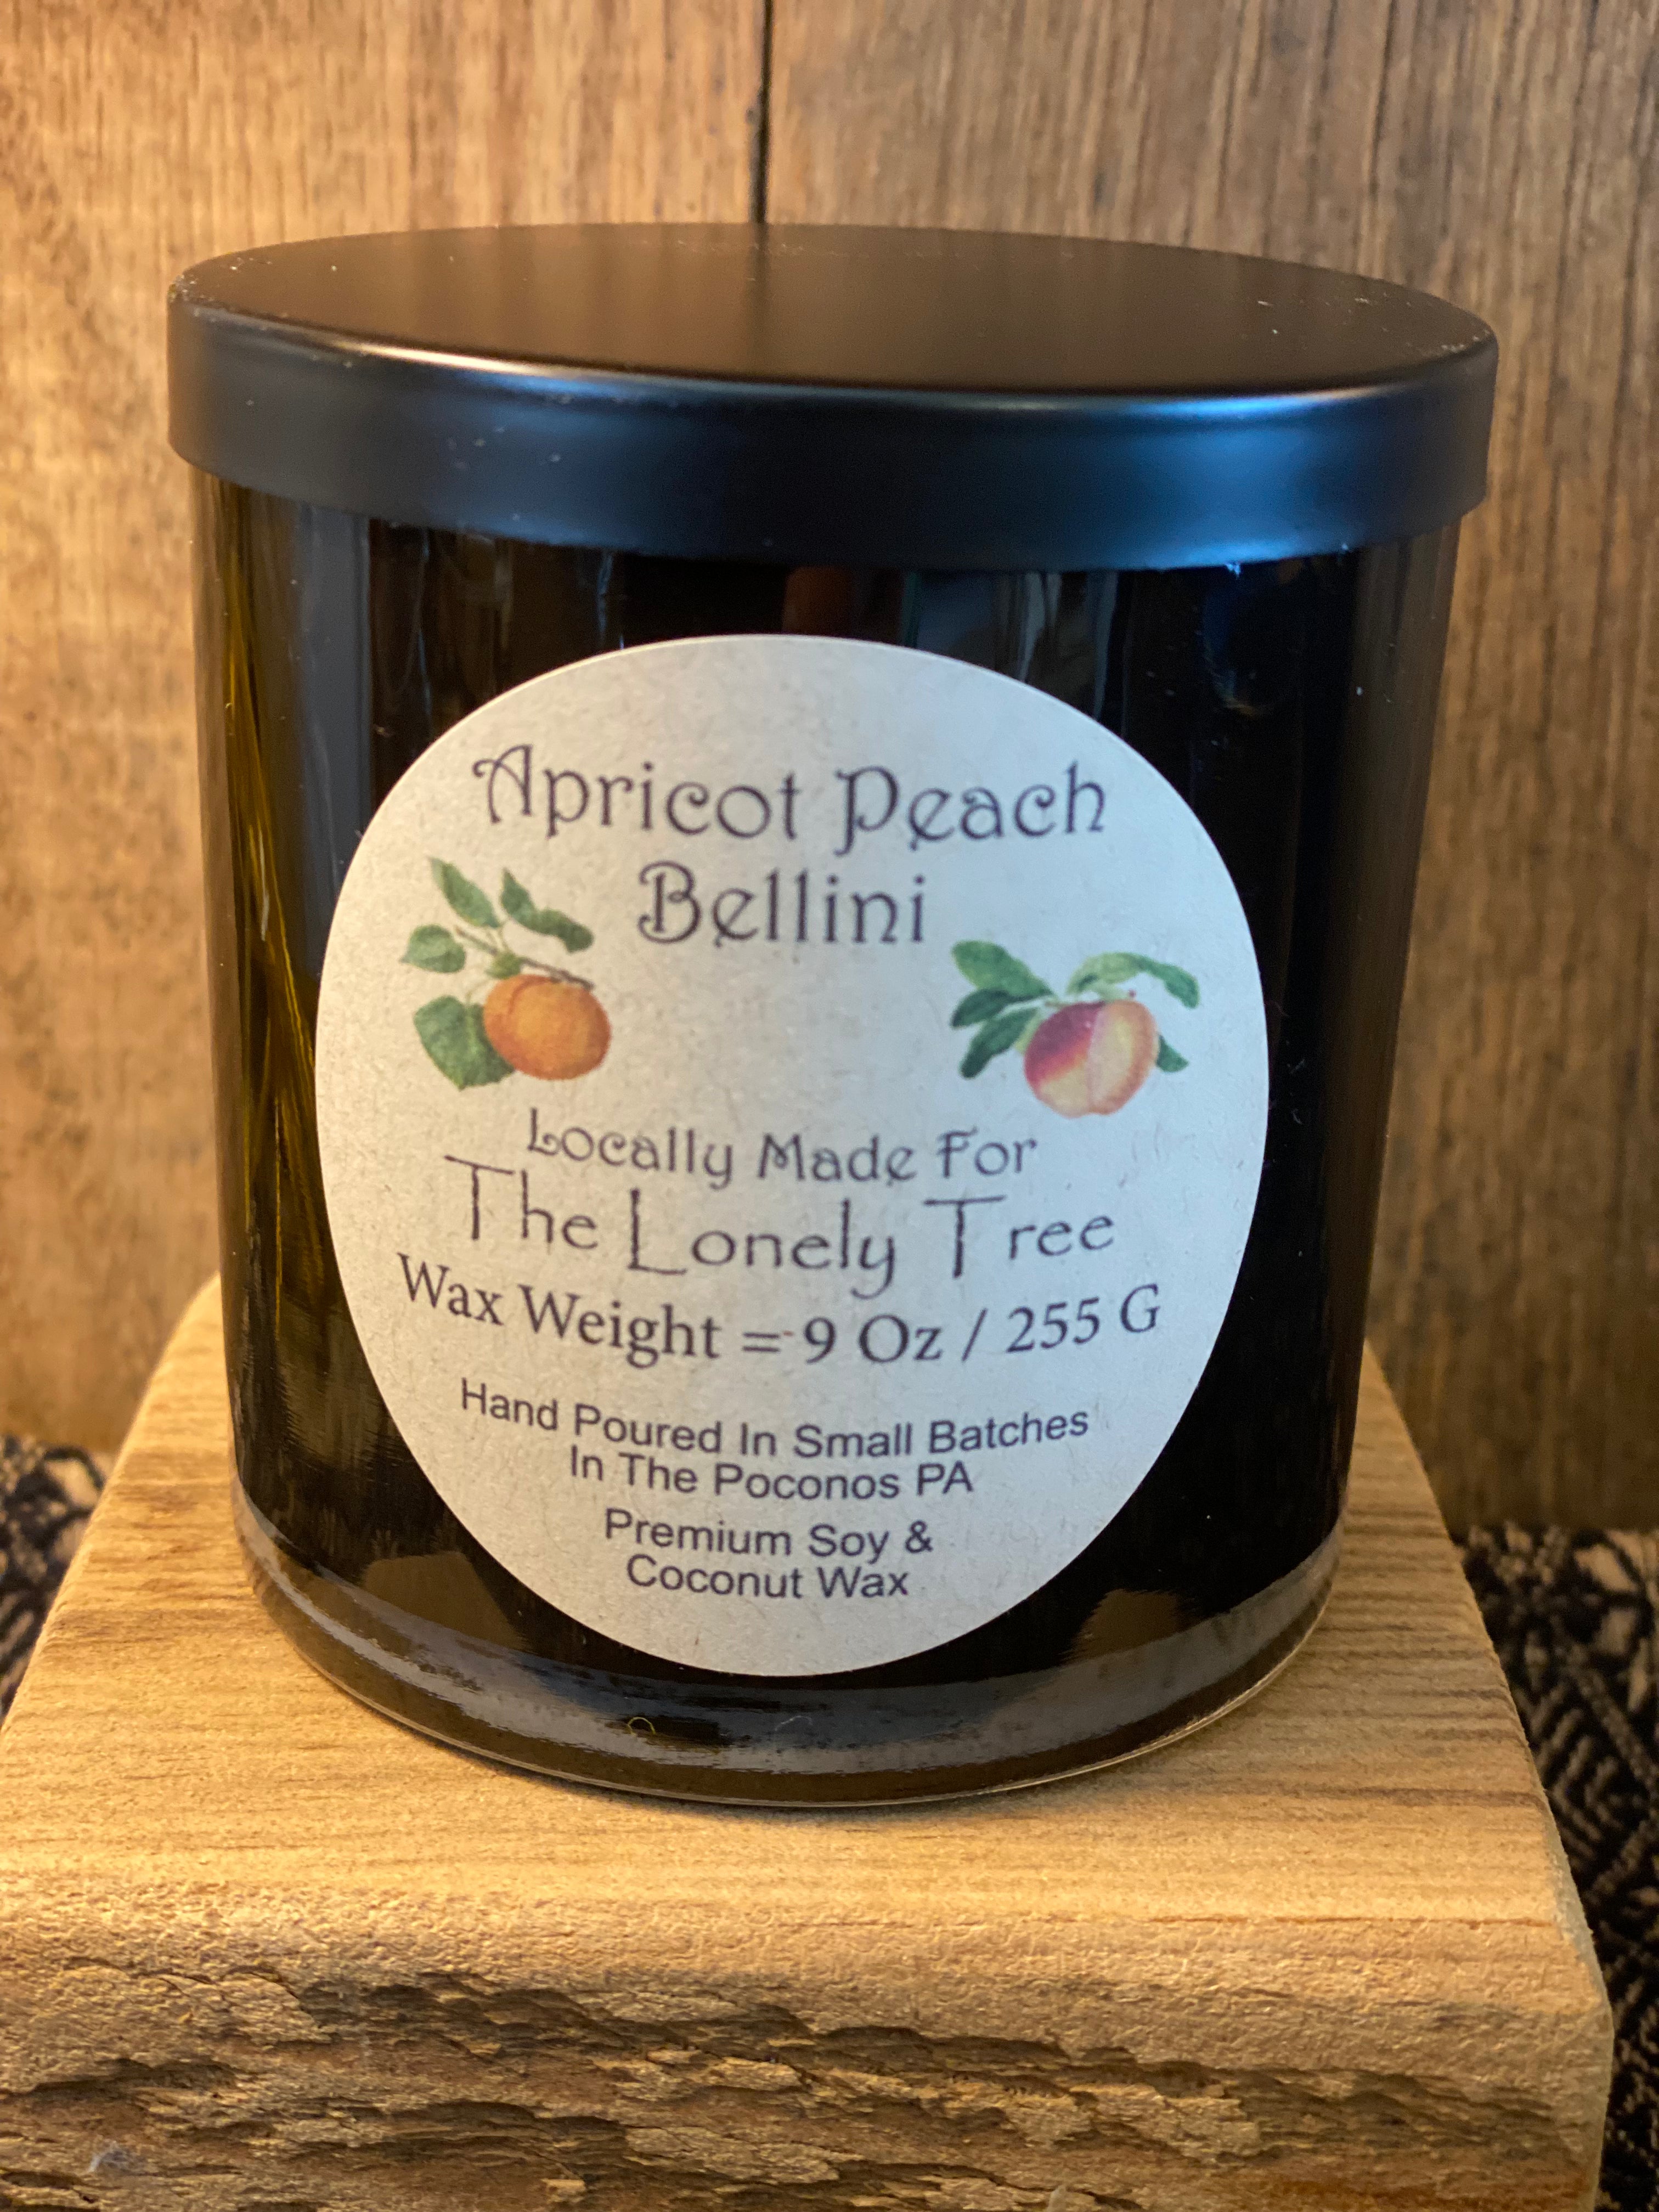 Apricot Peach
Bellini
Locally Made For
The Lonely Tree
Wax Weight = 9 Oz / 255 G
Hand Poured In Small Batches
In The Poconos PA
Premium Soy &
Coconut Wax